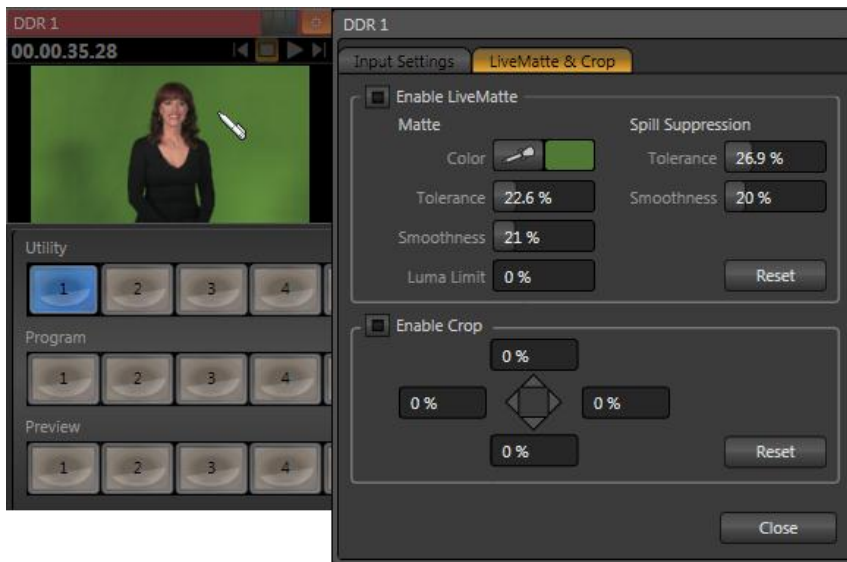 DDR 1
00.00.35.28
Utility
1 2 3 4
Program
1 2 3 4
Preview
1 2 3 4
DDR 1
Input Settings LiveMatte & Crop
Enable LiveMatte
Matte Spill Suppression
Color Tolerance 26.9 %
Tolerance 22.6 % Smoothness 20 %
Smoothness 21 %
Luma Limit 0 % Reset
Enable Crop
0 %
0 % 0 %
0 % Reset
Close